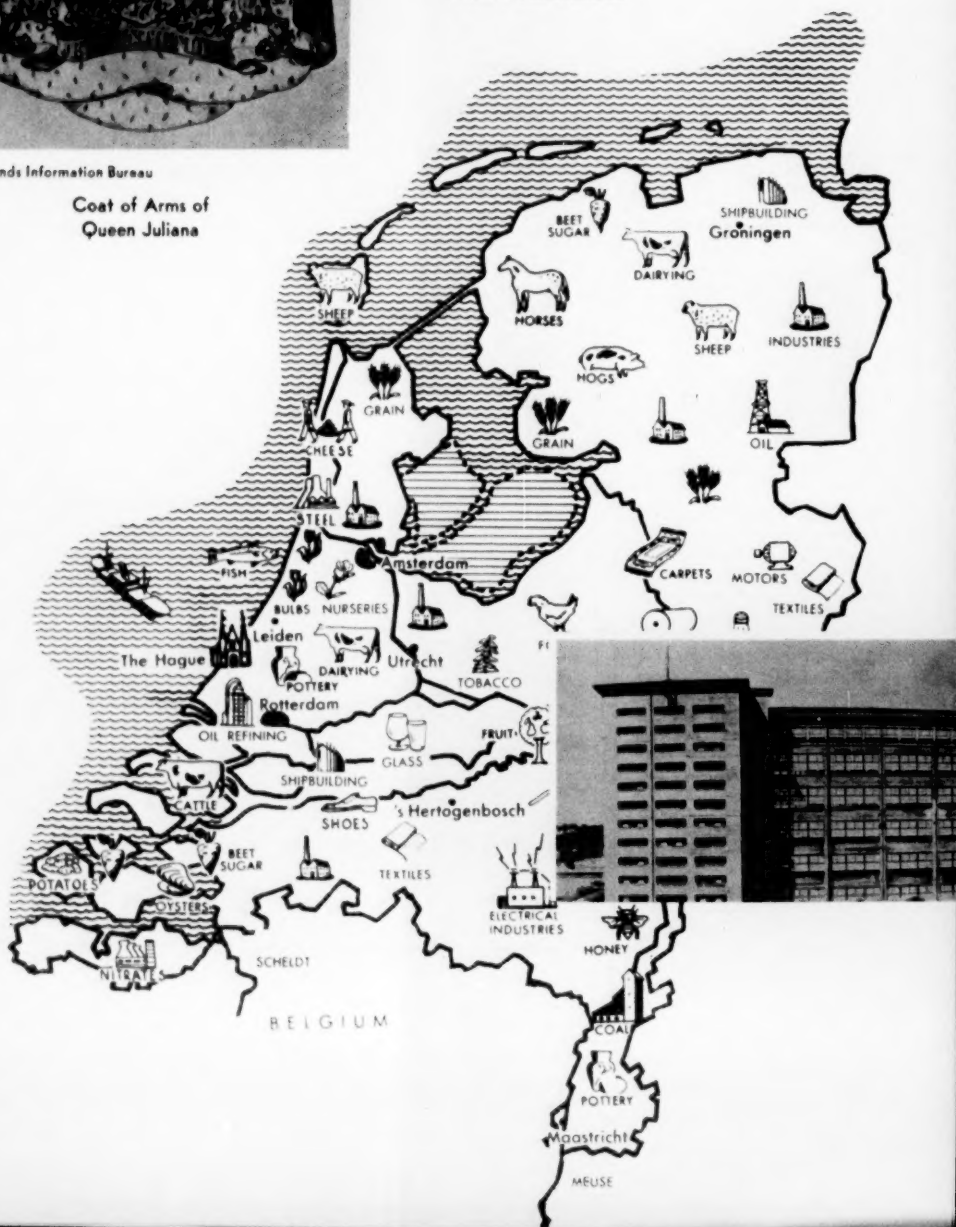 nds Information Bureau
Coat of Arms of
Queen Juliana
BEET
SUGAR
SHIPBUILDING
Groningen
DAIRYING
SHEEP
HORSES
SHEEP
INDUSTRIES
HOGS
GRAIN
GRAIN
OIL
CHEESE
STEEL
FISH
Amsterdam
CARPETS
MOTORS
TEXTILES
BULBS
NURSERIES
Leiden
The Hague
DAIRYING
Utrecht
POTTERY
TOBACCO
Rotterdam
OIL REFINING
GLASS
FRUIT
SHIPBUILDING
CATTLE
SHOES
's Hertogenbosch
BEET
SUGAR
TEXTILES
POTATOES
OYSTERS
ELECTRICAL
INDUSTRIES
HONEY
NITRATES
SCHELDT
BELGIUM
COAL
POTTERY
Maastricht
MEUSE